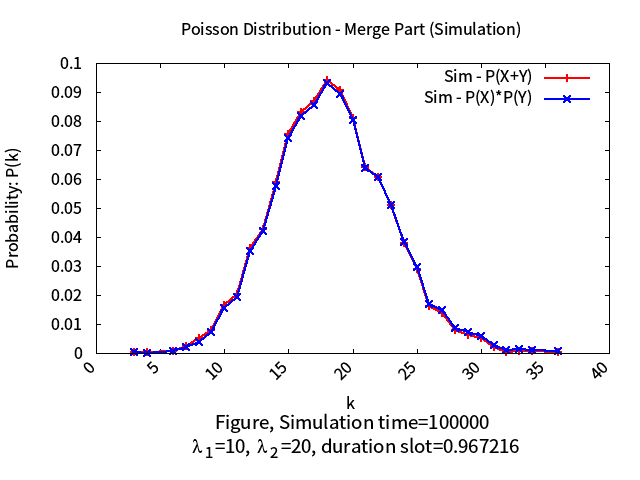 Poisson Distribution - Merge Part (Simulation)
Sim - P(X+Y)
Sim - P(X)*P(Y)
Probability: P(k)
0.1
0.09
0.08
0.07
0.06
0.05
0.04
0.03
0.02
0.01
0
0 5 10 15 20 25 30 35 40
k
Figure, Simulation time=100000
λ1=10, λ2=20, duration slot=0.967216